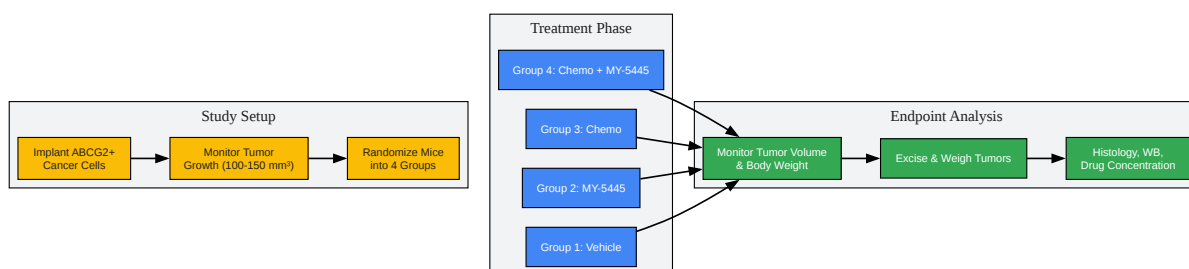 Study Setup
Implant ABCG2+
Cancer Cells
Monitor Tumor
Growth (100-150 mm³)
Randomize Mice
into 4 Groups
Treatment Phase
Group 4: Chemo + MY-5445
Group 3: Chemo
Group 2: MY-5445
Group 1: Vehicle
Endpoint Analysis
Monitor Tumor Volume
& Body Weight
Excise & Weigh Tumors
Histology, WB,
Drug Concentration